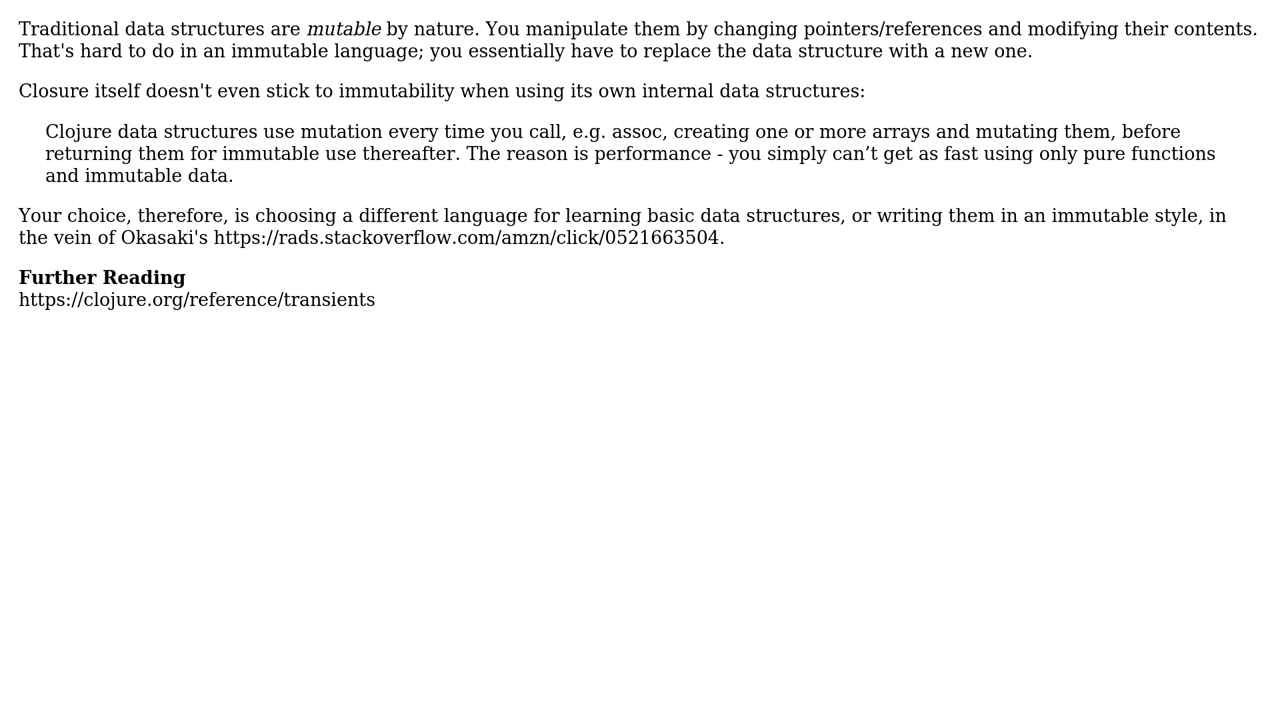 Traditional data structures are mutable by nature. You manipulate them by changing pointers/references and modifying their contents.
That's hard to do in an immutable language; you essentially have to replace the data structure with a new one.
Closure itself doesn't even stick to immutability when using its own internal data structures:
Clojure data structures use mutation every time you call, e.g. assoc, creating one or more arrays and mutating them, before
returning them for immutable use thereafter. The reason is performance - you simply can’t get as fast using only pure functions
and immutable data.
Your choice, therefore, is choosing a different language for learning basic data structures, or writing them in an immutable style, in
the vein of Okasaki's https://rads.stackoverflow.com/amzn/click/0521663504.
Further Reading
https://clojure.org/reference/transients